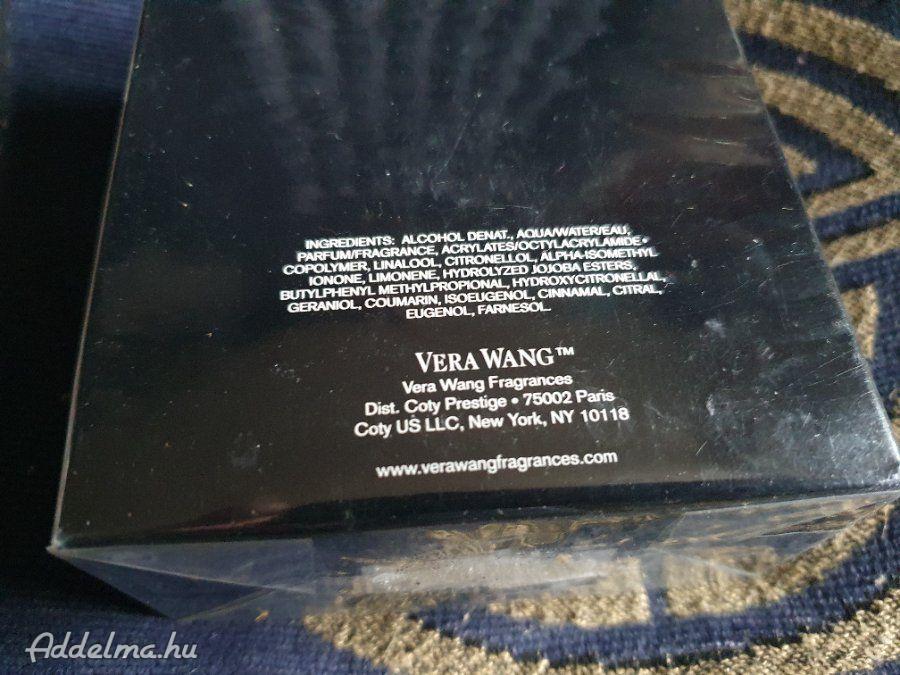 INGREDIENTS: ALCOHOL DENAT., AQUA/WATER/EAU,
PARFUM/FRAGRANCE, ACRYLATES/OCTYLACRYLAMIDE
COPOLYMER, LINALOOL, CITRONELLOL, ALPHA-ISOMETHYL
IONONE, LIMONENE, HYDROLYZED JOJOBA ESTERS,
BUTYLPHENYL METHYLPROPIONAL, HYDROXYCITRONELLAL,
GERANIOL, COUMARIN, ISOEUGENOL, CINNAMAL, CITRAL,
EUGENOL, FARNESOL.
VERA WANG™
Vera Wang Fragrances
Dist. Coty Prestige • 75002 Paris
Coty US LLC, New York, NY 10118
www.verawangfragrances.com
Addelma.hu